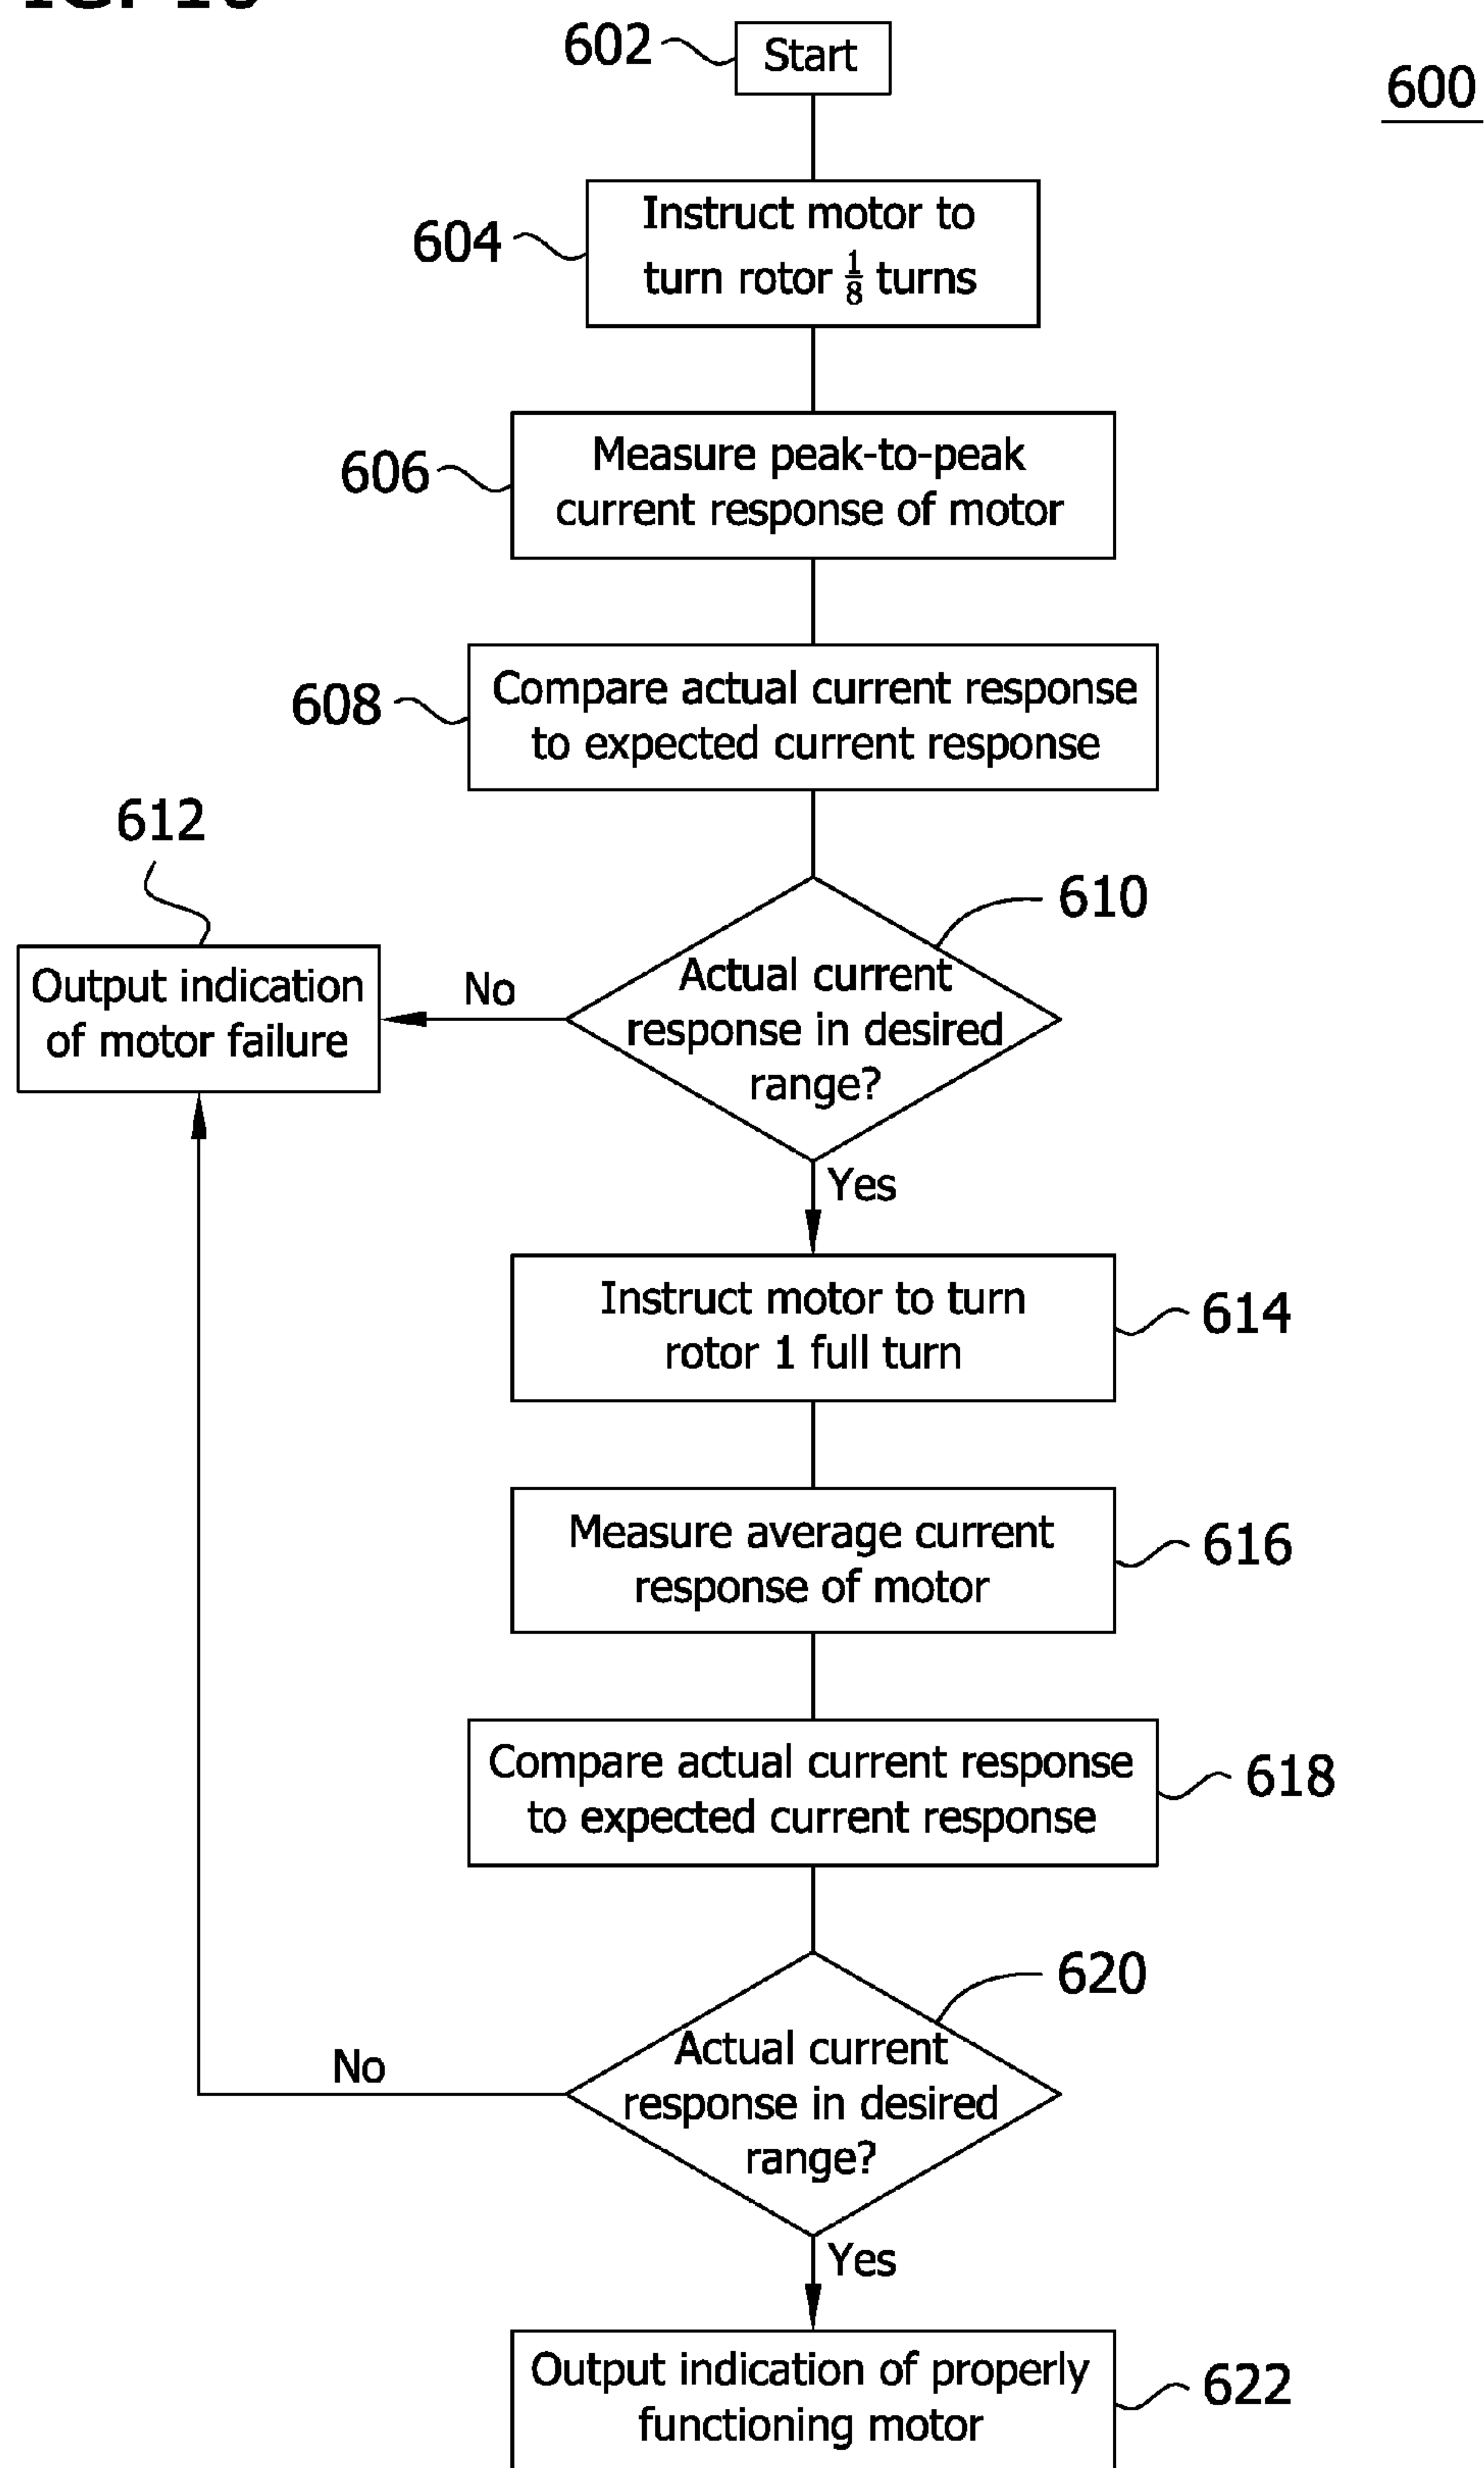 602
Start
600
604
Instruct motor to
turn rotor 1/8 turns
606
Measure peak-to-peak
current response of motor
608
Compare actual current response
to expected current response
612
Output indication
of motor failure
No
610
Actual current
response in desired
range?
Yes
614
Instruct motor to turn
rotor 1 full turn
616
Measure average current
response of motor
618
Compare actual current response
to expected current response
620
Actual current
response in desired
range?
No
Yes
622
Output indication of properly
functioning motor